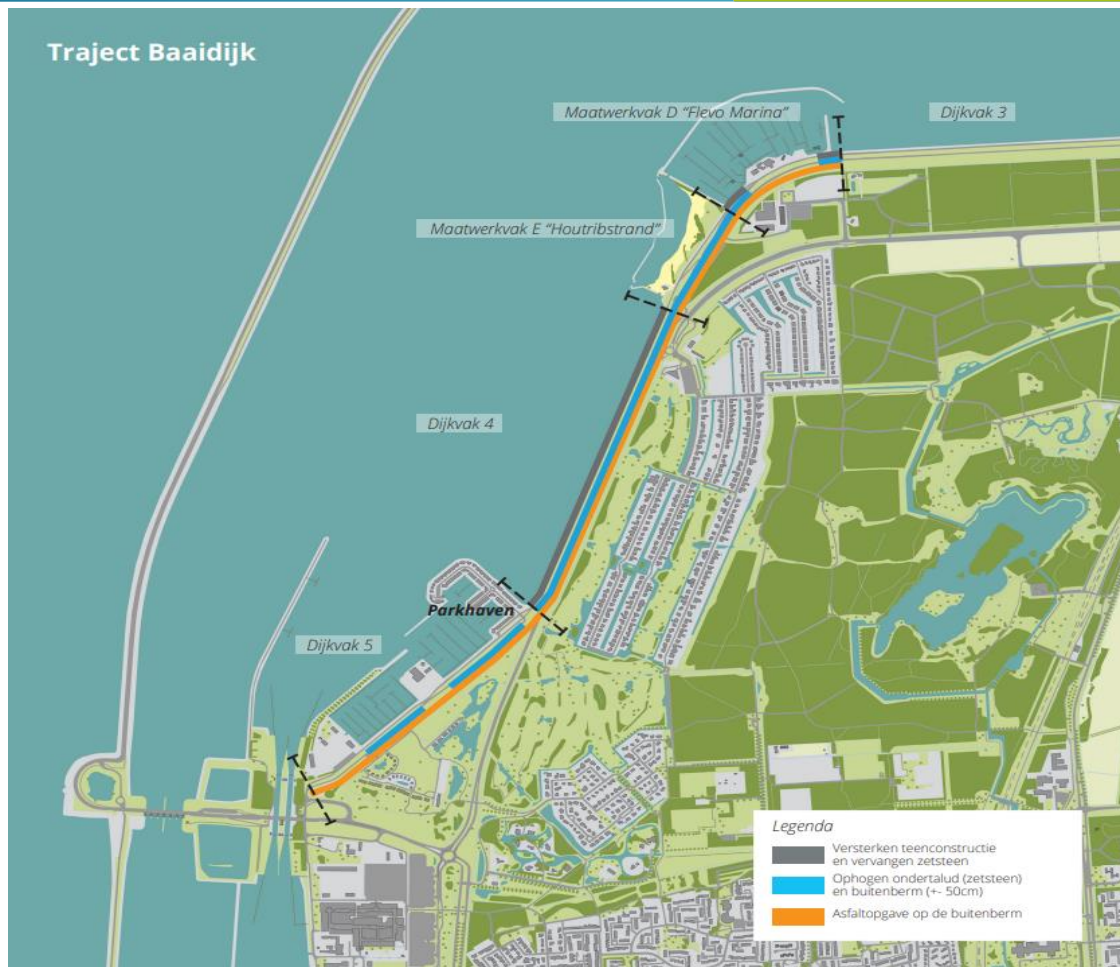 Traject Baaidijk
Maatwerkvak D "Flevo Marina"
Dijkvak 3
Maatwerkvak E "Houtribstrand"
Dijkvak 4
Parkhaven
Dijkvak 5
Legenda
Versterken teenconstructie
en vervangen zetsteen
Ophogen ondertalud (zetsteen)
en buitenberm (+- 50cm)
Asfaltopgave op de buitenberm